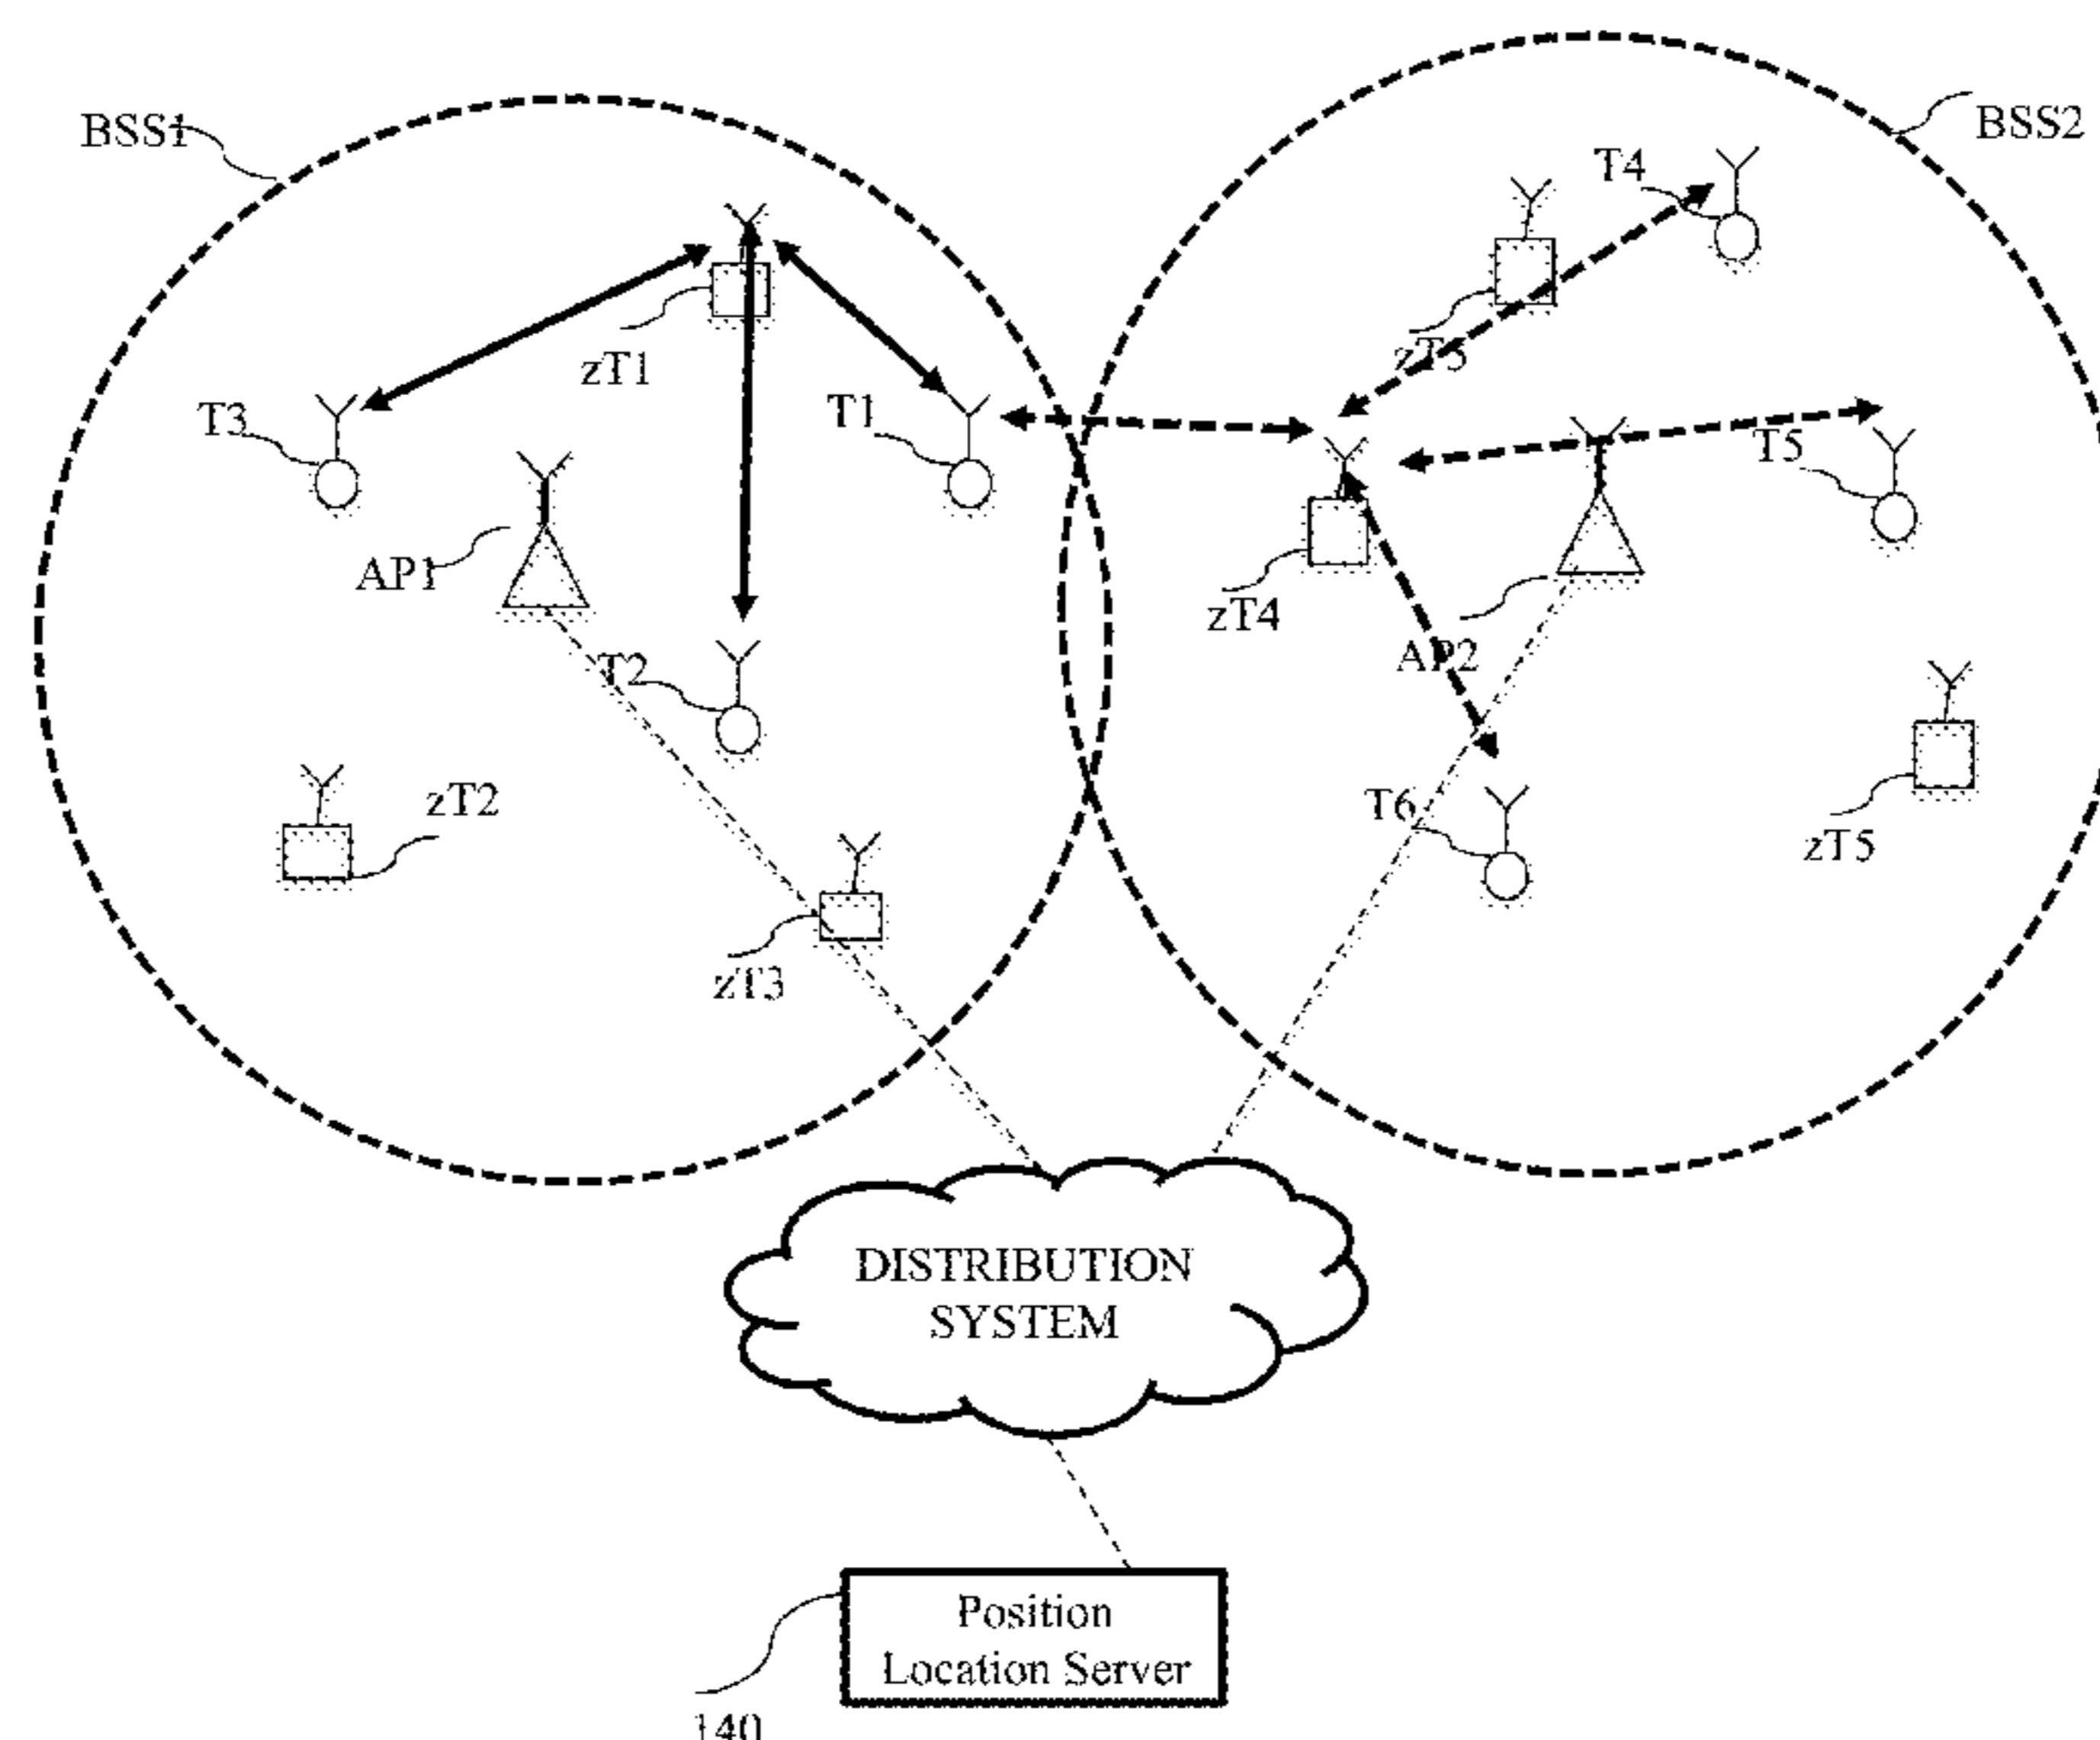 BSS1
BSS2
T4
zT1
T3
T1
T5
AP1
zT4
T2
AP2
zT2
T6
zT5
zT3
DISTRIBUTION
SYSTEM
Position
Location Server
140